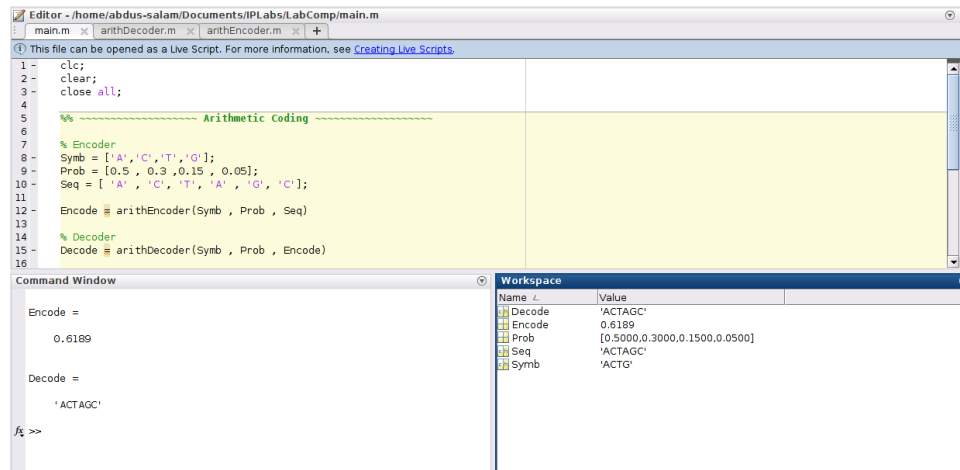 Editor - /home/abdus-salam/Documents/IPLabs/LabComp/main.m
main.m × arithDecoder.m × arithEncoder.m × +
This file can be opened as a Live Script. For more information, see Creating Live Scripts.
1 - clc;
2 - clear;
3 - close all;
4
5 %% ~~~~~~~~~~~~~~~~~~~ Arithmetic Coding ~~~~~~~~~~~~~~~~~~~
6
7 % Encoder
8 - Symb = ['A','C','T','G'];
9 - Prob = [0.5 , 0.3 ,0.15 , 0.05];
10 - Seq = [ 'A' , 'C', 'T', 'A' , 'G', 'C'];
11
12 - Encode = arithEncoder(Symb , Prob , Seq)
13
14 % Decoder
15 - Decode = arithDecoder(Symb , Prob , Encode)
16
Command Window
Encode =
0.6189
Decode =
'ACTAGC'
fx >>
Workspace
Name Value
Decode 'ACTAGC'
Encode 0.6189
Prob [0.5000,0.3000,0.1500,0.0500]
Seq 'ACTAGC'
Symb 'ACTG'